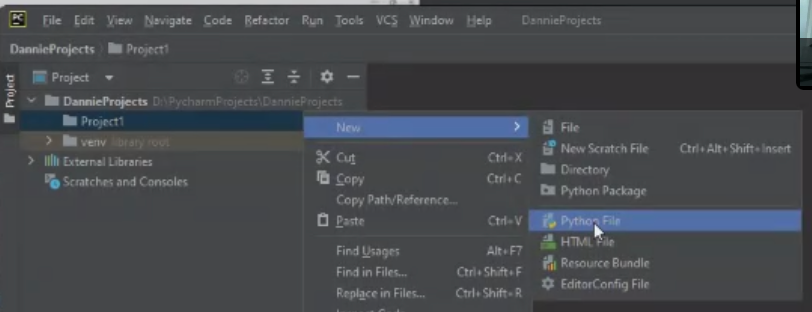 PC File Edit View Navigate Code Refactor Run Tools VCS Window Help DannieProjects
DannieProjects Project1
Project
Project
DannieProjects D:\PycharmProjects\DannieProjects
Project1
venv library root
External Libraries
Scratches and Consoles
New
Cut Ctrl+X
Copy Ctrl+C
Copy Path/Reference...
Paste Ctrl+V
Find Usages Alt+F7
Find in Files... Ctrl+Shift+F
Replace in Files... Ctrl+Shift+R
File
New Scratch File Ctrl+Alt+Shift+Insert
Directory
Python Package
Python File
HTML File
Resource Bundle
EditorConfig File